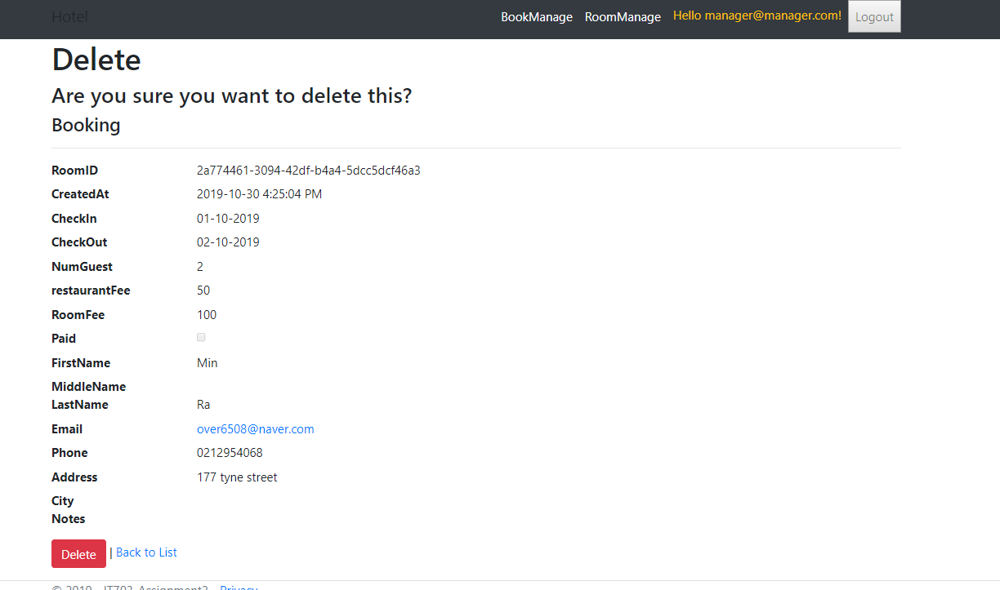 Hotel BookManage RoomManage Hello manager@manager.com! Logout
Delete
Are you sure you want to delete this?
Booking
RoomID 2a774461-3094-42df-b4a4-5dcc5dcf46a3
CreatedAt 2019-10-30 4:25:04 PM
CheckIn 01-10-2019
CheckOut 02-10-2019
NumGuest 2
restaurantFee 50
RoomFee 100
Paid
FirstName Min
MiddleName
LastName Ra
Email over6508@naver.com
Phone 0212954068
Address 177 tyne street
City
Notes
Delete | Back to List
© 2019 - IT703_Assignment2 - Privacy